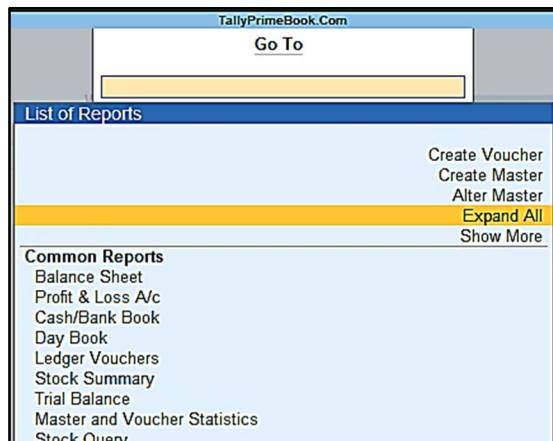 TallyPrimeBook.Com
Go To
List of Reports
Create Voucher
Create Master
Alter Master
Expand All
Show More
Common Reports
Balance Sheet
Profit & Loss A/c
Cash/Bank Book
Day Book
Ledger Vouchers
Stock Summary
Trial Balance
Master and Voucher Statistics
Stock Query